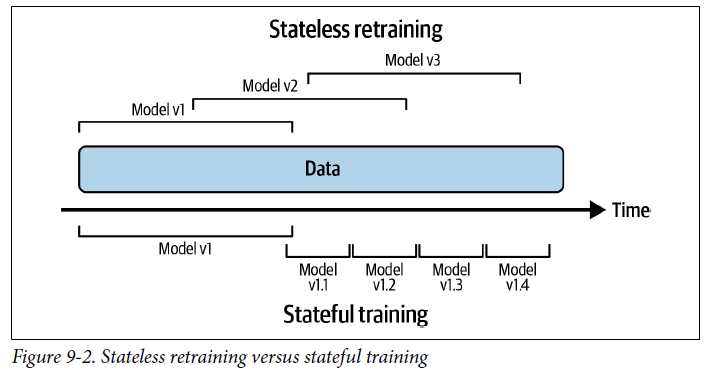 Stateless retraining
Model v3
Model v2
Model v1
Data
Time
Model v1
Model
v1.1
Model
v1.2
Model
v1.3
Model
v1.4
Stateful training
Figure 9-2. Stateless retraining versus stateful training